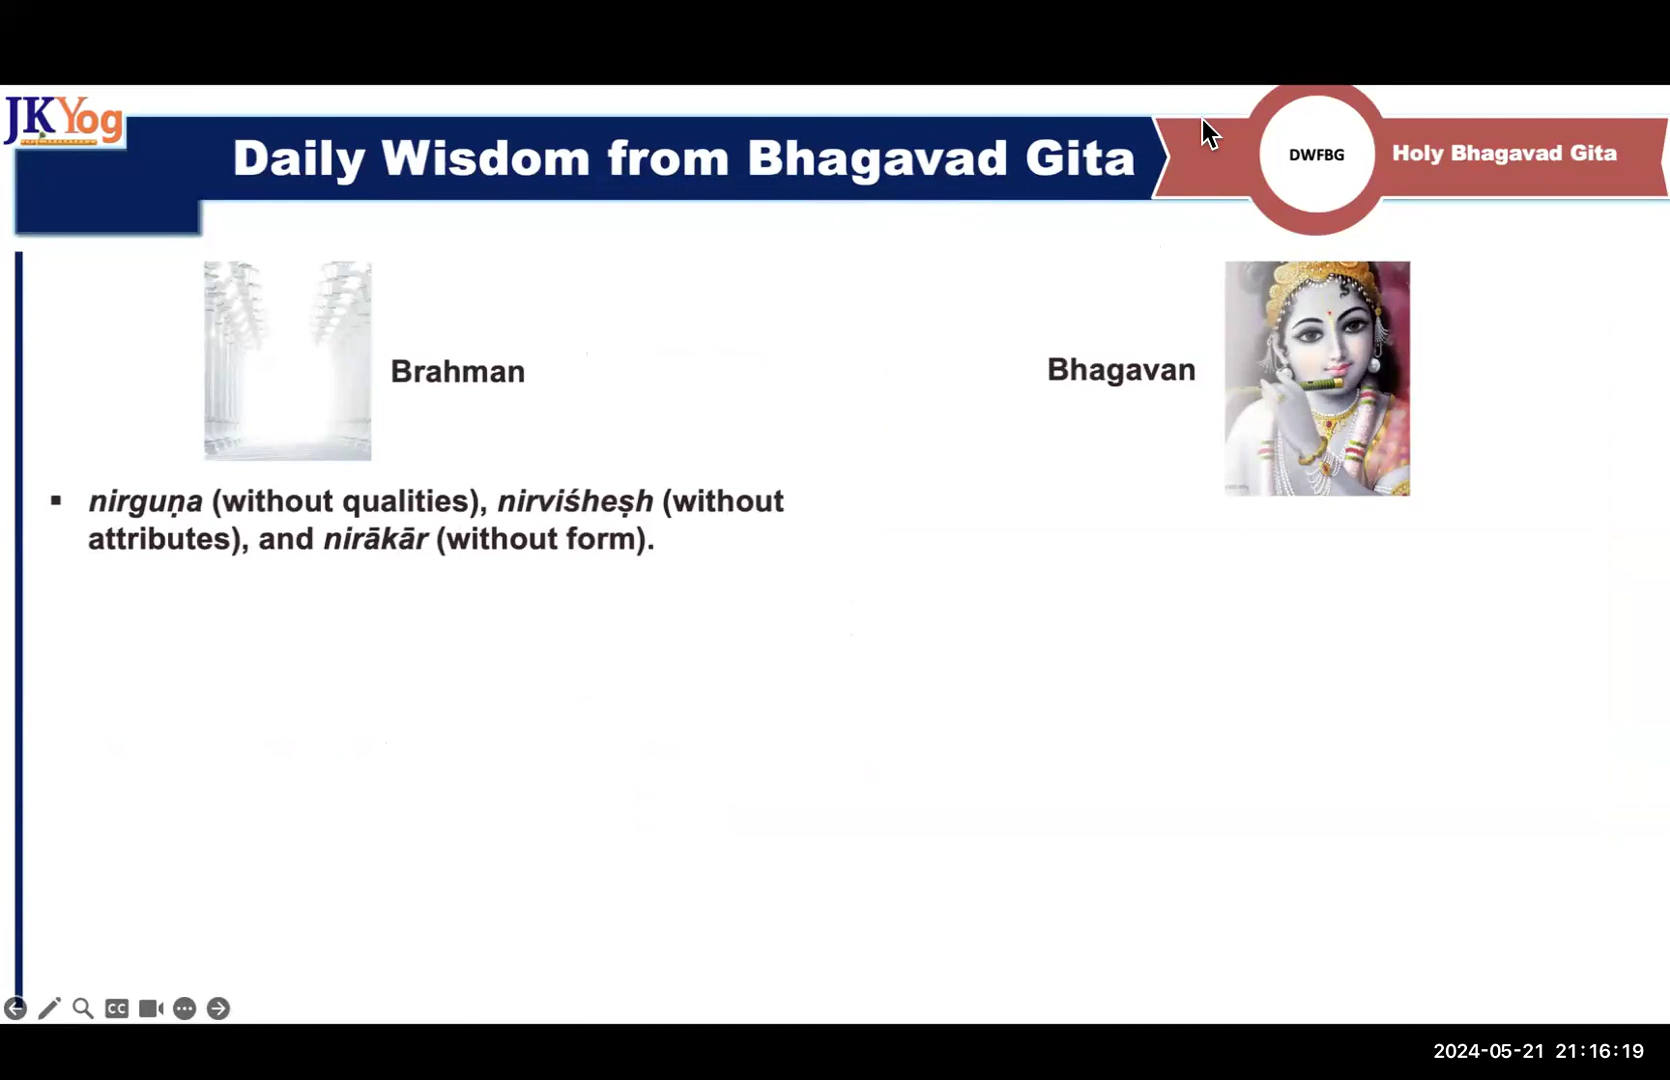 JKYog
Daily Wisdom from Bhagavad Gita
DWFBG
Holy Bhagavad Gita
Brahman
Bhagavan
▪ nirguṇa (without qualities), nirviśheṣh (without
attributes), and nirākār (without form).
CC
2024-05-21 21:16:19